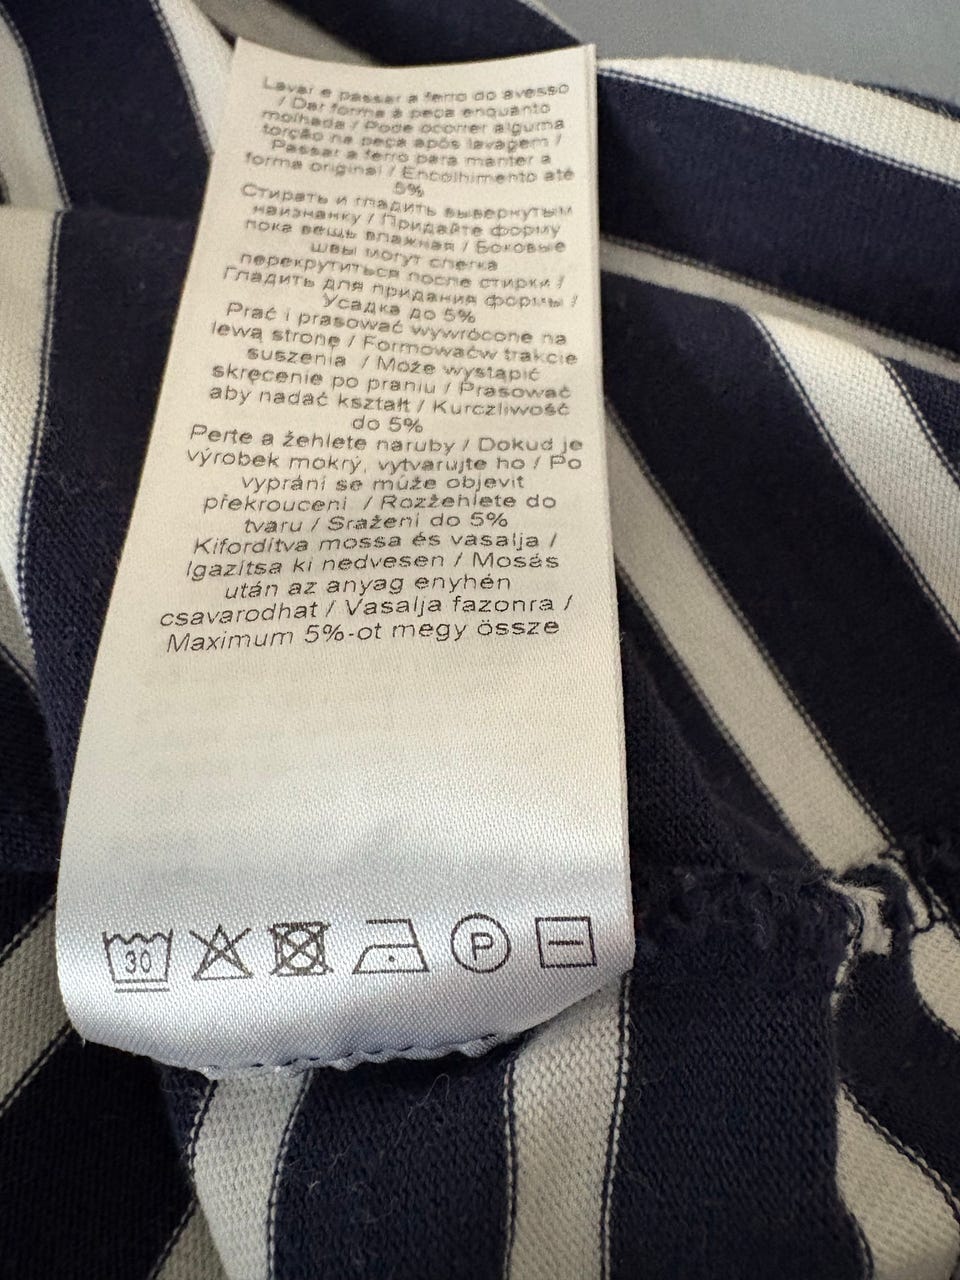 Lavar e passar a ferro do avesso
/ Dar forma à peça enquanto
molhada / Pode ocorrer alguma
torção na peça após lavagem /
Passar a ferro para manter a
forma original / Encolhimento até
5%
Стирать и гладить вывернутым
наизнанку / Придайте форму
пока вещь влажная / Боковые
швы могут слегка
перекрутиться после стирки /
Гладить для придания формы /
Усадка до 5%
Prać i prasować wywrócone na
lewą stronę / Formowaćw trakcie
suszenia / Może wystąpić
skręcenie po praniu / Prasować
aby nadać kształt / Kurczliwość
do 5%
Perte a žehlete naruby / Dokud je
výrobek mokrý, vytvarujte ho / Po
vyprání se může objevit
překroucení / Rozžehlete do
tvaru / Sražení do 5%
Kifordítva mossa és vasalja /
Igazítsa ki nedvesen / Mosás
után az anyag enyhén
csavarodhat / Vasalja fazonra /
Maximum 5%-ot megy össze
30 P